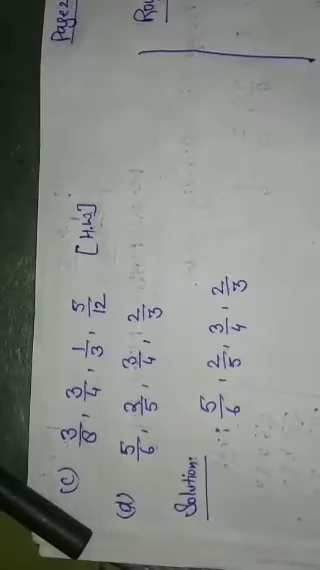 Page 2
(c) 3/8, 3/4, 1/3, 5/12 [H.W]
(d) 5/6, 2/5, 3/4, 2/3
Solution: 5/6, 2/5, 3/4, 2/3